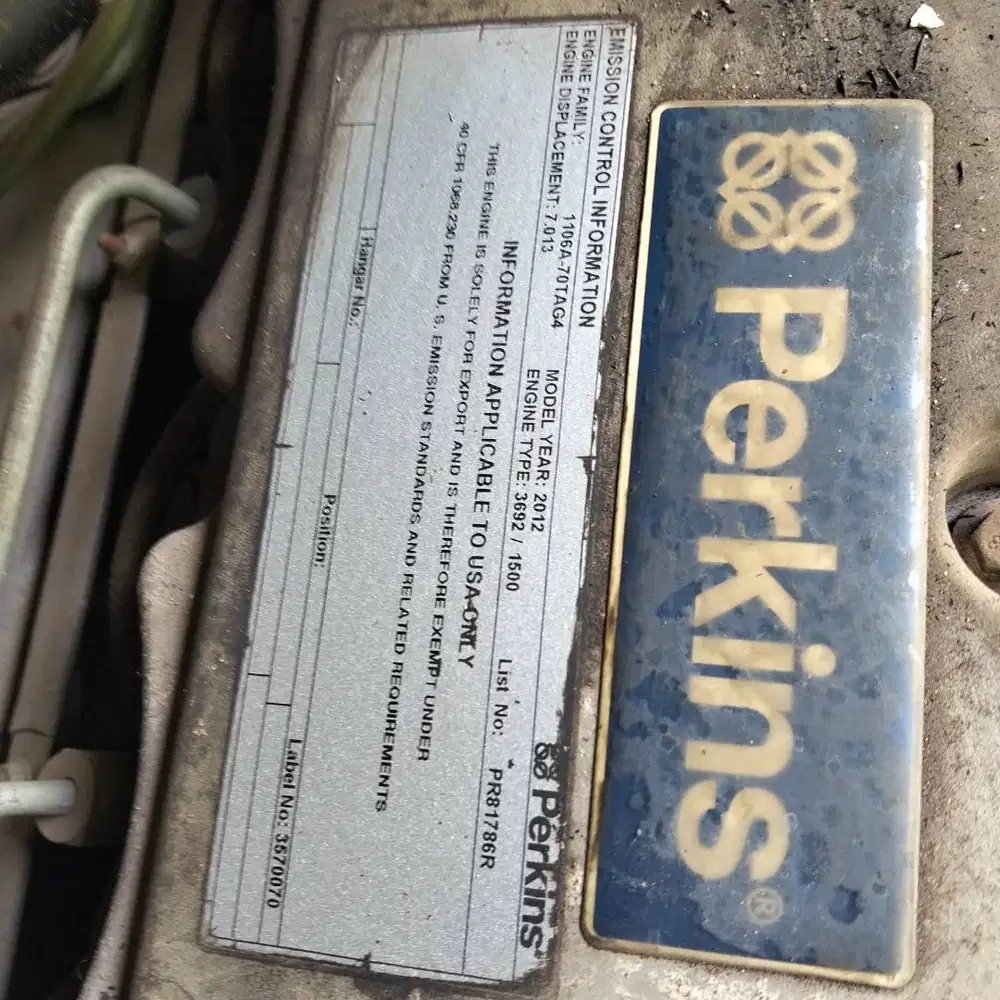 EMISSION CONTROL INFORMATION
Perkins
ENGINE FAMILY: 1106A-70TAG4 MODEL YEAR: 2012 List No: PR81786R
ENGINE DISPLACEMENT: 7.013 ENGINE TYPE: 3692 / 1500
INFORMATION APPLICABLE TO USA ONLY
THIS ENGINE IS SOLELY FOR EXPORT AND IS THEREFORE EXEMPT UNDER
40 CFR 1068.230 FROM U. S. EMISSION STANDARDS AND RELATED REQUIREMENTS
Hangar No.: Position: Label No: 3570070
Perkins®